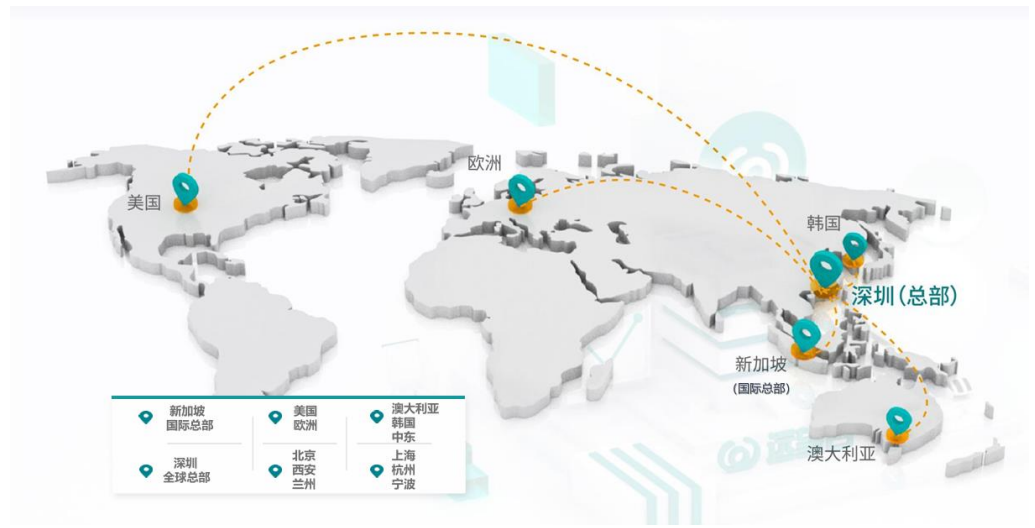 欧洲
美国
韩国
深圳(总部)
新加坡
(国际总部)
澳大利亚
新加坡
国际总部
美国
欧洲
澳大利亚
韩国
中东
深圳
全球总部
北京
西安
兰州
上海
杭州
宁波